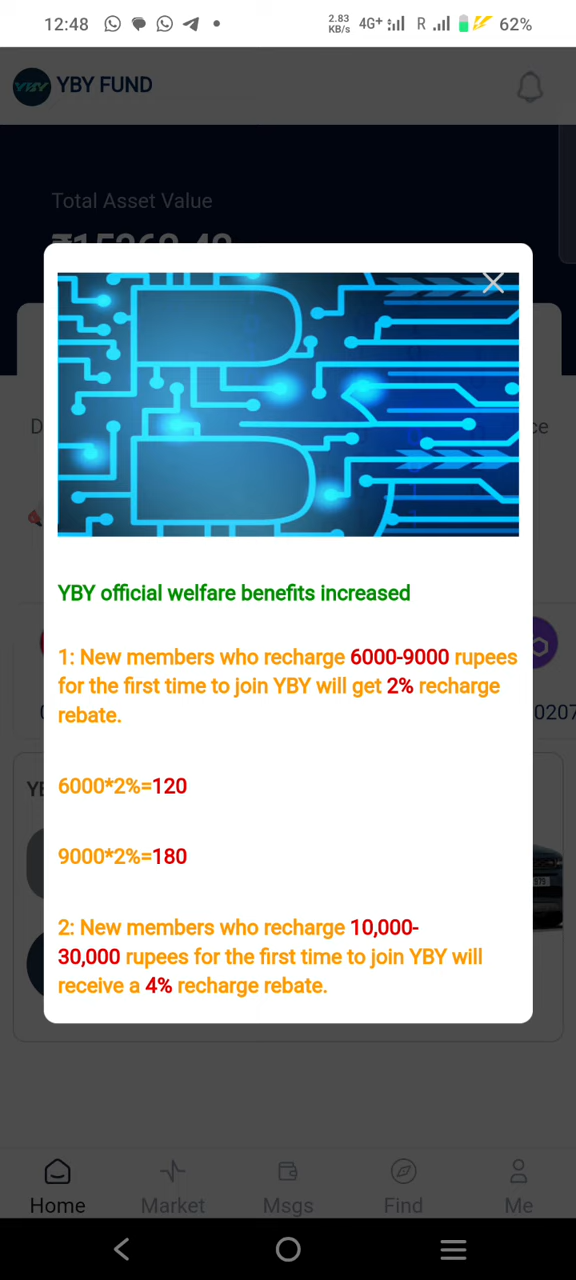 12:48 2.83 KB/s 4G+ R 62%
YBY YBY FUND
Total Asset Value
YBY official welfare benefits increased
1: New members who recharge 6000-9000 rupees
for the first time to join YBY will get 2% recharge
rebate.
6000*2%=120
9000*2%=180
2: New members who recharge 10,000-
30,000 rupees for the first time to join YBY will
receive a 4% recharge rebate.
Home Market Msgs Find Me